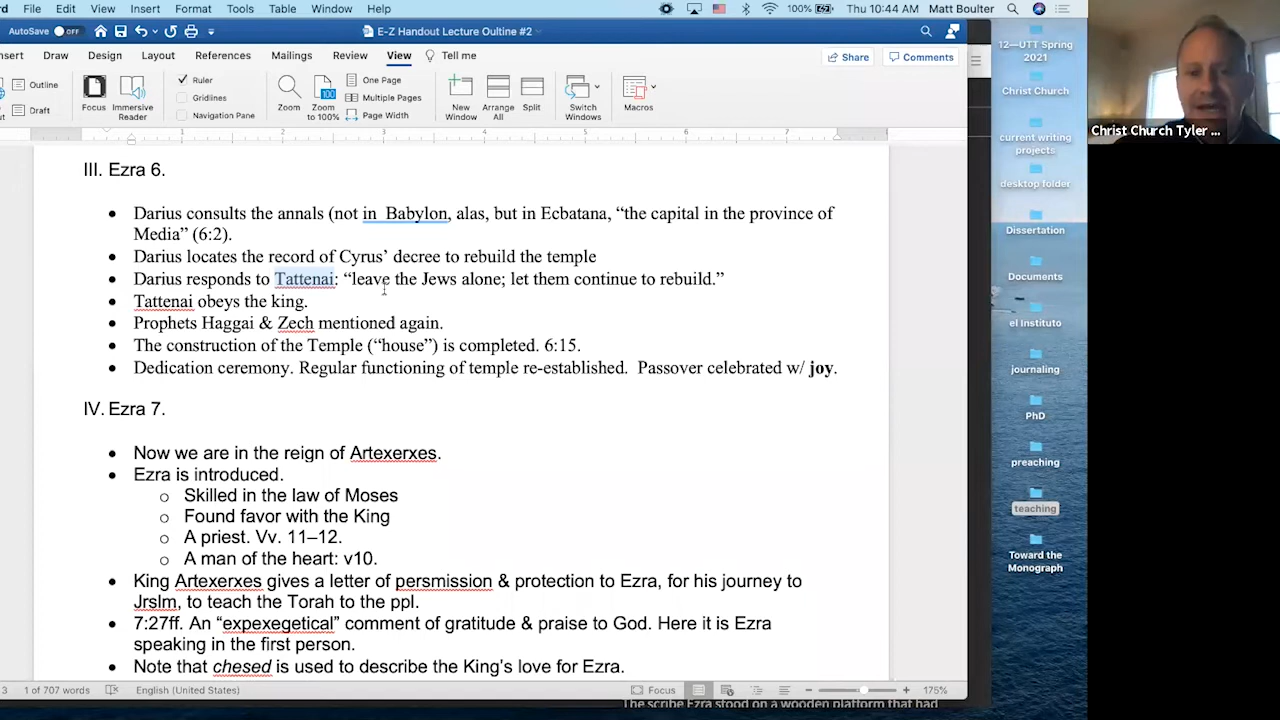 rd File Edit View Insert Format Tools Table Window Help 100% Thu 10:44 AM Matt Boulter
AutoSave OFF E-Z Handout Lecture Oultine #2
nsert Draw Design Layout References Mailings Review View Tell me Share Comments
Outline Draft Focus Immersive Reader Ruler Gridlines Navigation Pane Zoom Zoom to 100% One Page Multiple Pages Page Width New Window Arrange All Split Switch Windows Macros
1 2 3 4 5 6 7
III. Ezra 6.
• Darius consults the annals (not in Babylon, alas, but in Ecbatana, “the capital in the province of
Media” (6:2).
• Darius locates the record of Cyrus’ decree to rebuild the temple
• Darius responds to Tattenai: “leave the Jews alone; let them continue to rebuild.”
• Tattenai obeys the king.
• Prophets Haggai & Zech mentioned again.
• The construction of the Temple (“house”) is completed. 6:15.
• Dedication ceremony. Regular functioning of temple re-established. Passover celebrated w/ joy.
IV. Ezra 7.
• Now we are in the reign of Artexerxes.
• Ezra is introduced.
o Skilled in the law of Moses
o Found favor with the King
o A priest. Vv. 11–12.
o A man of the heart: v10.
• King Artexerxes gives a letter of persmission & protection to Ezra, for his journey to
Jrslm, to teach the Torah to the ppl.
• 7:27ff. An “expexegetical” comment of gratitude & praise to God. Here it is Ezra
speaking in the first person.
• Note that chesed is used to describe the King’s love for Ezra.
3 1 of 707 words English (United States) Focus 175%
The scribe Ezra stood on a wooden platform that had
12—UTT Spring
2021
Christ Church
current writing
projects
desktop folder
Dissertation
Documents
el Instituto
journaling
PhD
preaching
teaching
Toward the
Monograph
Christ Church Tyler ...